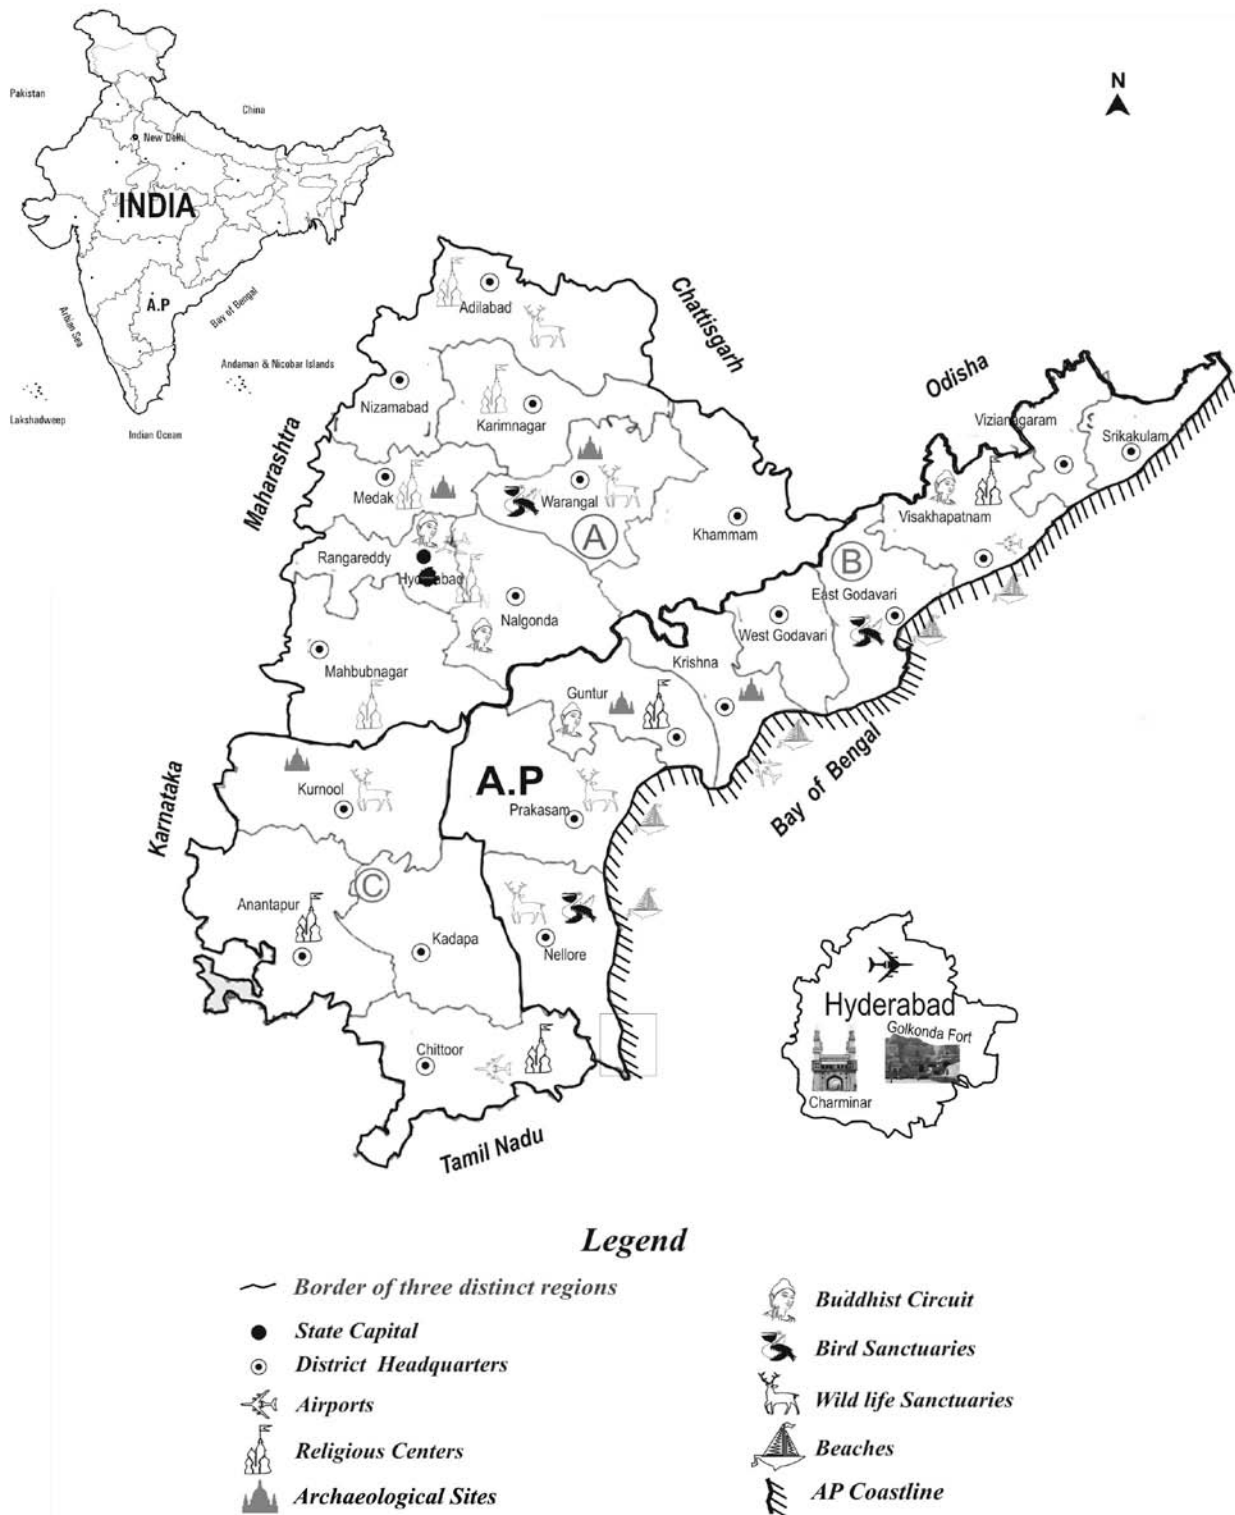 N
Pakistan
China
New Delhi
INDIA
A.P
Arbian Sea
Bay of Bengal
Andaman & Nicobar Islands
Lakshadweep
Indian Ocean
Adilabad
Chattisgarh
Odisha
Nizamabad
Karimnagar
Maharashtra
Vizianagaram
S
Srikakulam
Medak
Warangal
Visakhapatnam
A
Khammam
Rangareddy
Hyderabad
B
East Godavari
Nalgonda
West Godavari
Mahbubnagar
Krishna
Guntur
Bay of Bengal
Karnataka
Kurnool
A.P
Prakasam
C
Anantapur
Kadapa
Nellore
Hyderabad
Golkonda Fort
Charminar
Chittoor
Tamil Nadu
Legend
Border of three distinct regions
State Capital
District Headquarters
Airports
Religious Centers
Archaeological Sites
Buddhist Circuit
Bird Sanctuaries
Wild life Sanctuaries
Beaches
AP Coastline